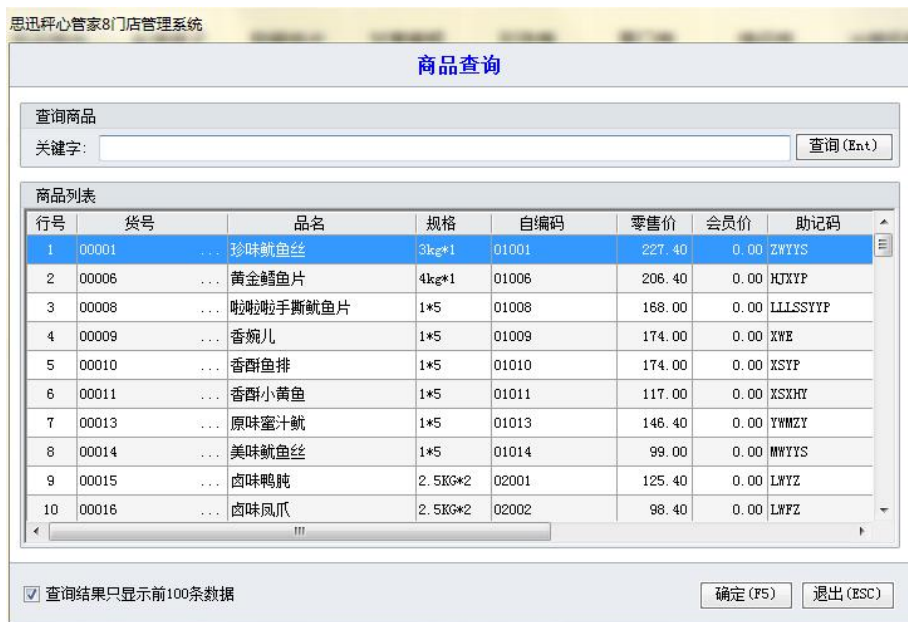 思迅秤心管家8门店管理系统
商品查询
查询商品
关键字: 查询(Ent)
商品列表
行号 货号 品名 规格 自编码 零售价 会员价 助记码
1 00001 ... 珍味鱿鱼丝 3kg*1 01001 227.40 0.00 ZWYYS
2 00006 ... 黄金鳕鱼片 4kg*1 01006 206.40 0.00 HJXYP
3 00008 ... 啦啦啦手撕鱿鱼片 1*5 01008 168.00 0.00 LLLSSYYP
4 00009 ... 香婉儿 1*5 01009 174.00 0.00 XWE
5 00010 ... 香酥鱼排 1*5 01010 174.00 0.00 XSYP
6 00011 ... 香酥小黄鱼 1*5 01011 117.00 0.00 XSXHY
7 00013 ... 原味蜜汁鱿 1*5 01013 146.40 0.00 YWMZY
8 00014 ... 美味鱿鱼丝 1*5 01014 99.00 0.00 MWYYS
9 00015 ... 卤味鸭肫 2.5KG*2 02001 125.40 0.00 LWYZ
10 00016 ... 卤味凤爪 2.5KG*2 02002 98.40 0.00 LWFZ
查询结果只显示前100条数据 确定(F5) 退出(ESC)